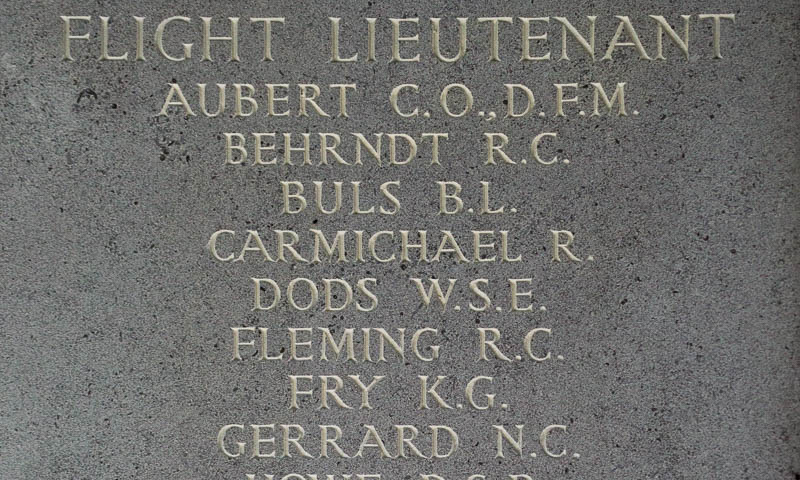 FLIGHT LIEUTENANT
AUBERT C.O., D.F.M.
BEHRNDT R.C.
BULS B.L.
CARMICHAEL R.
DODS W.S.E.
FLEMING R.C.
FRY K.G.
GERRARD N.C.